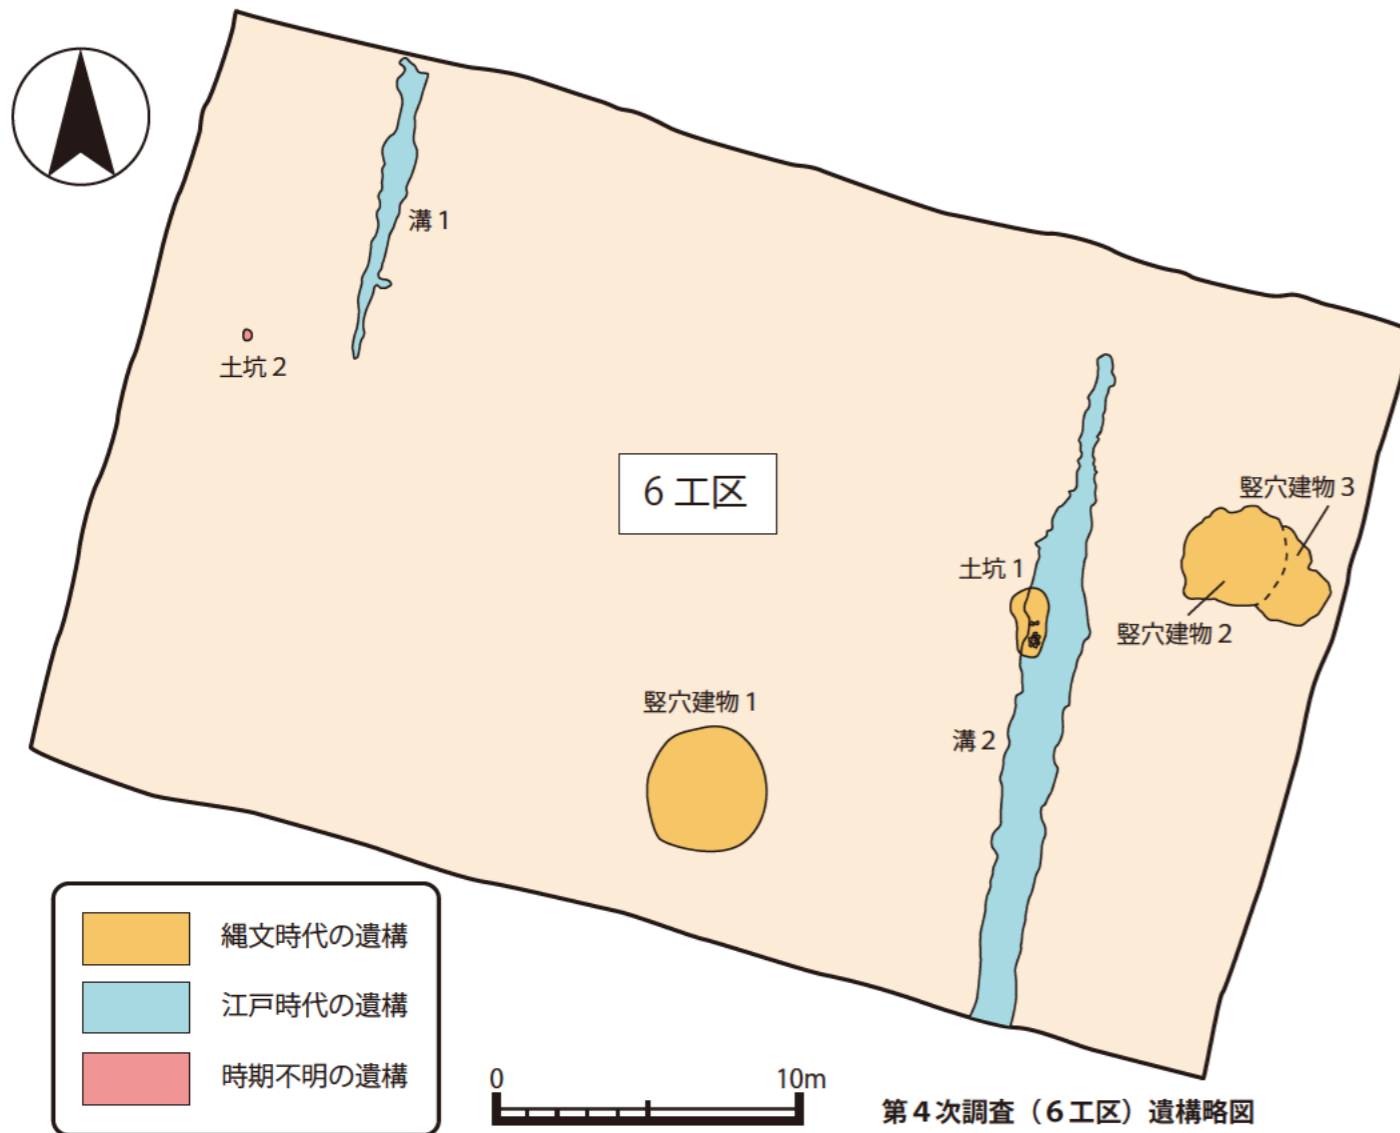 溝1
土坑2
6工区
竪穴建物3
土坑1
竪穴建物2
竪穴建物1
溝2
縄文時代の遺構
江戸時代の遺構
時期不明の遺構
0 10m
第4次調査（6工区）遺構略図